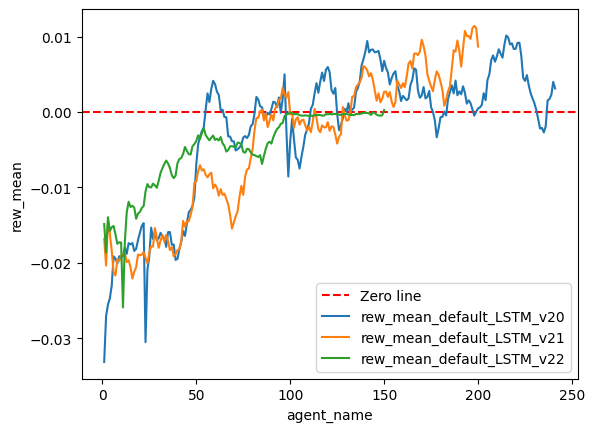 0.01
0.00
−0.01
−0.02
−0.03
rew_mean
0
50
100
150
200
250
agent_name
Zero line
rew_mean_default_LSTM_v20
rew_mean_default_LSTM_v21
rew_mean_default_LSTM_v22